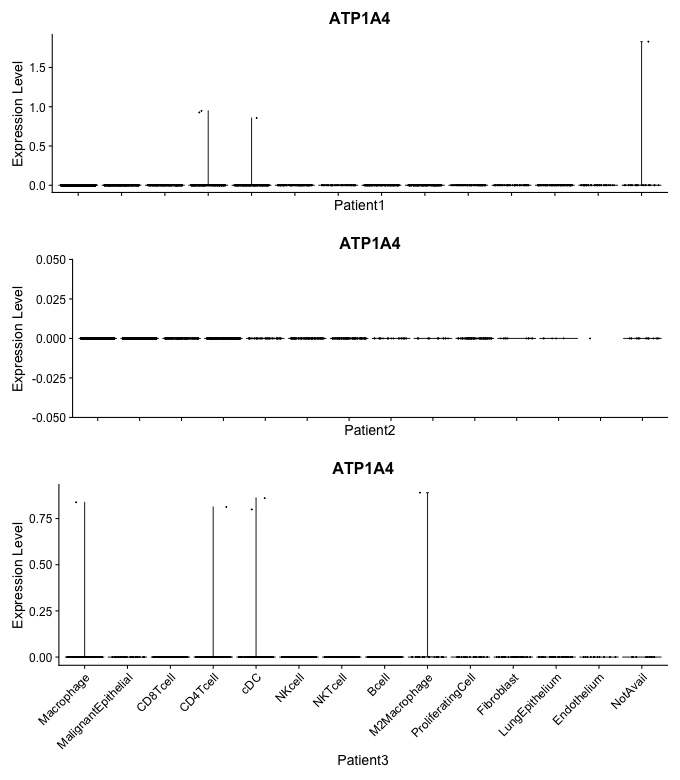 ATP1A4
Expression Level
1.5
1.0
0.5
0.0
Patient1
ATP1A4
Expression Level
0.050
0.025
0.000
-0.025
-0.050
Patient2
ATP1A4
Expression Level
0.75
0.50
0.25
0.00
Macrophage
MalignantEpithelial
CD8Tcell
CD4Tcell
cDC
NKcell
NKTcell
Bcell
M2Macrophage
ProliferatingCell
Fibroblast
LungEpithelium
Endothelium
NotAvail
Patient3